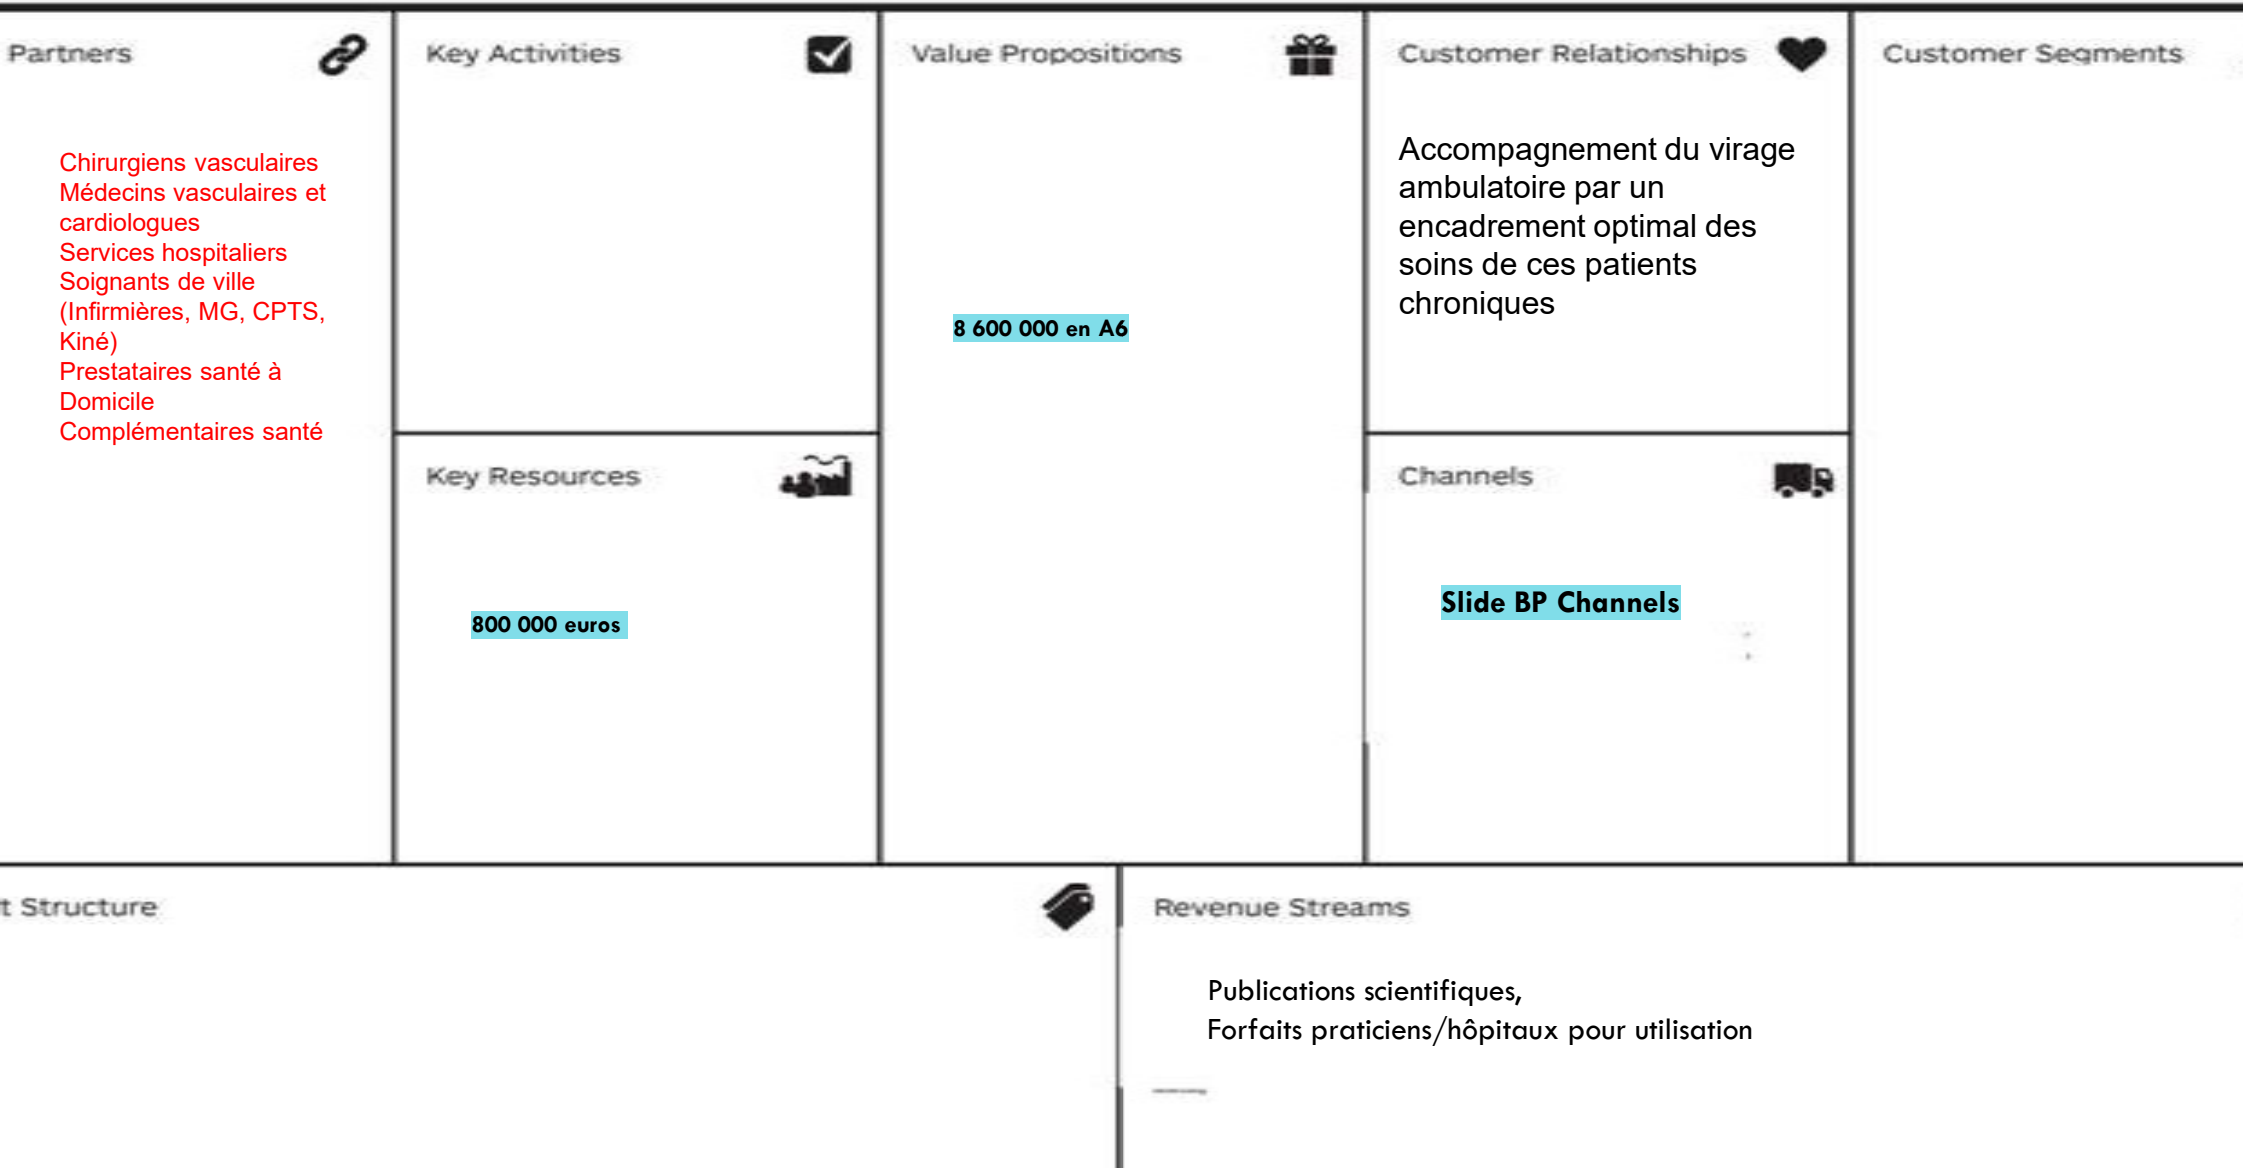 Partners
Chirurgiens vasculaires
Médecins vasculaires et
cardiologues
Services hospitaliers
Soignants de ville
(Infirmières, MG, CPTS,
Kiné)
Prestataires santé à
Domicile
Complémentaires santé
Key Activities
Key Resources
800 000 euros
Value Propositions
8 600 000 en A6
Customer Relationships
Accompagnement du virage
ambulatoire par un
encadrement optimal des
soins de ces patients
chroniques
Channels
Slide BP Channels
Customer Segments
t Structure
Revenue Streams
Publications scientifiques,
Forfaits praticiens/hôpitaux pour utilisation